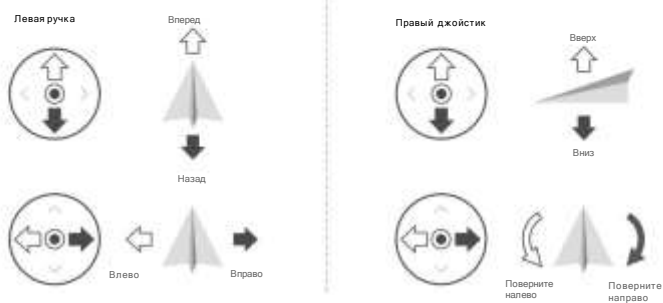 Левая ручка
Вперед
Назад
Влево
Вправо
Правый джойстик
Вверх
Вниз
Поверните
налево
Поверните
направо